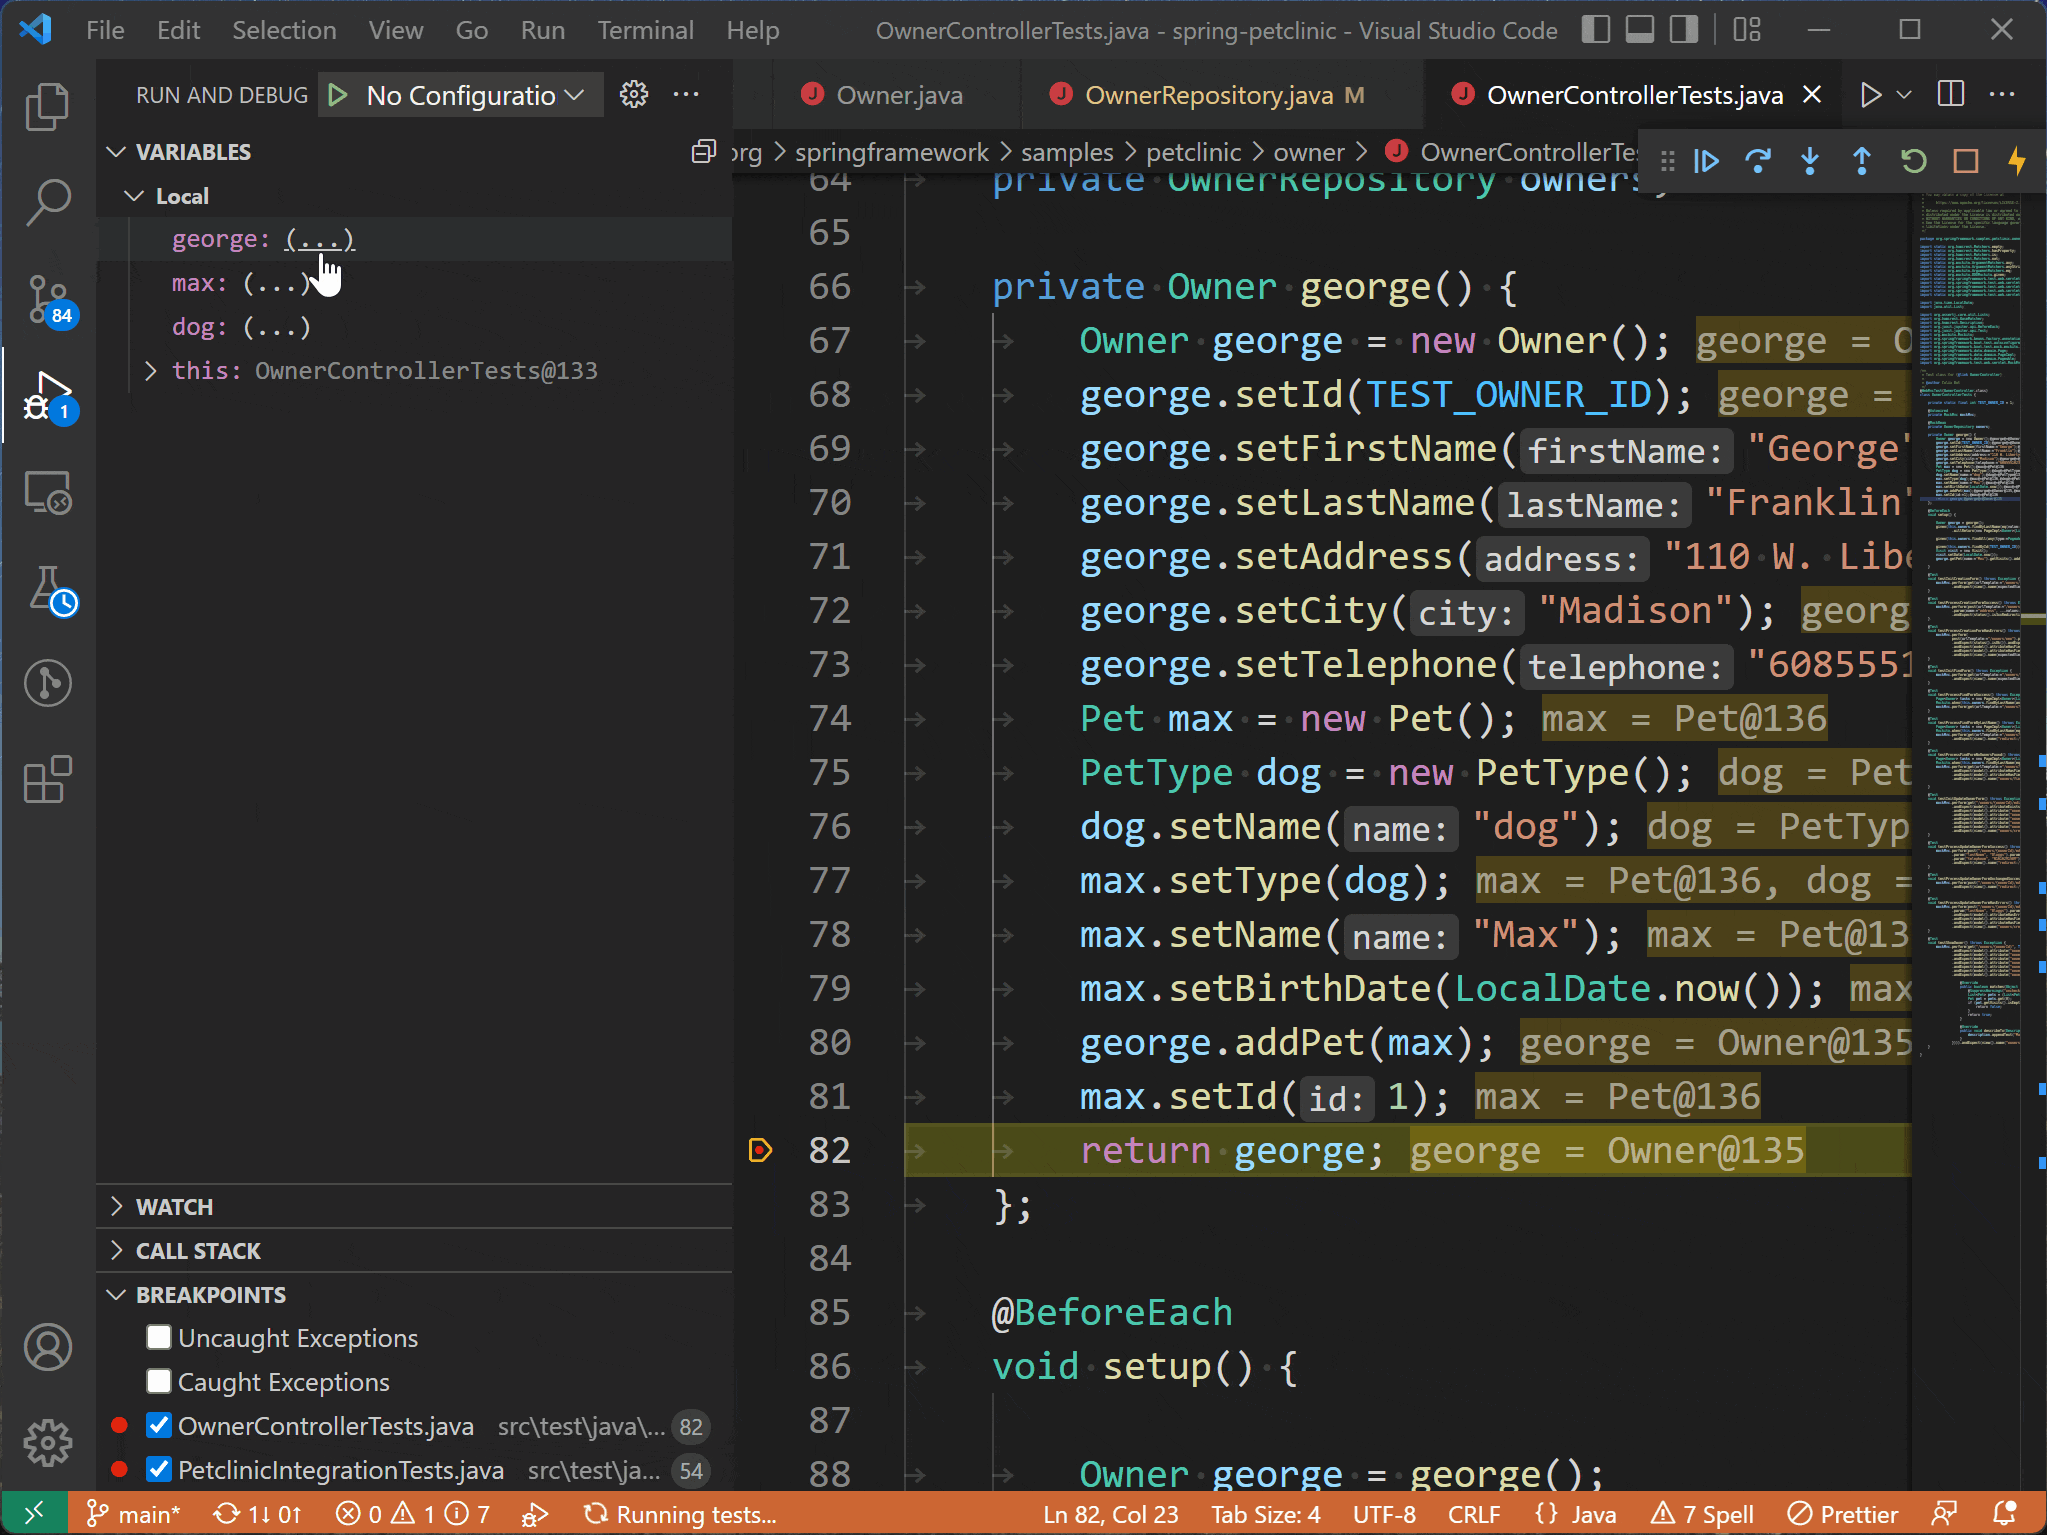 File Edit Selection View Go Run Terminal Help OwnerControllerTests.java - spring-petclinic - Visual Studio Code
RUN AND DEBUG No Configuratio
Owner.java OwnerRepository.java M OwnerControllerTests.java
VARIABLES
org > springframework > samples > petclinic > owner > OwnerControllerTes
Local
george: (...)
max: (...)
dog: (...)
this: OwnerControllerTests@133
84
1
WATCH
CALL STACK
BREAKPOINTS
Uncaught Exceptions
Caught Exceptions
OwnerControllerTests.java src\test\java\... 82
PetclinicIntegrationTests.java src\test\ja... 54
64 private OwnerRepository owners;
65
66 private Owner george() {
67 Owner george = new Owner(); george = O
68 george.setId(TEST_OWNER_ID); george =
69 george.setFirstName(firstName: "George"
70 george.setLastName(lastName: "Franklin"
71 george.setAddress(address: "110 W. Libe
72 george.setCity(city: "Madison"); georg
73 george.setTelephone(telephone: "6085551
74 Pet max = new Pet(); max = Pet@136
75 PetType dog = new PetType(); dog = Pet
76 dog.setName(name: "dog"); dog = PetTyp
77 max.setType(dog); max = Pet@136, dog =
78 max.setName(name: "Max"); max = Pet@13
79 max.setBirthDate(LocalDate.now()); max
80 george.addPet(max); george = Owner@135
81 max.setId(id: 1); max = Pet@136
82 return george; george = Owner@135
83 };
84
85 @BeforeEach
86 void setup() {
87
88 Owner george = george();
main* 1↓ 0↑ 0 1 7 Running tests... Ln 82, Col 23 Tab Size: 4 UTF-8 CRLF {} Java 7 Spell Prettier